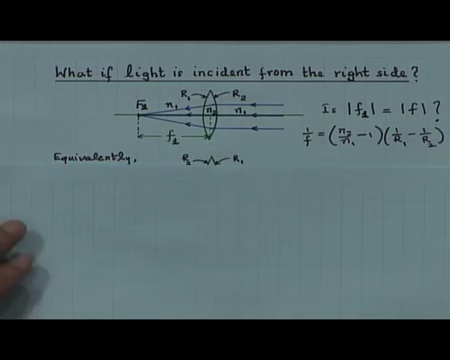 What if light is incident from the right side?
R₁ R₂
F₂ n₁ n₂ n₁
f₂
Is |f₂| = |f| ?
1/f = (n₂/n₁ - 1)(1/R₁ - 1/R₂)
Equivalently, R₂ R₁